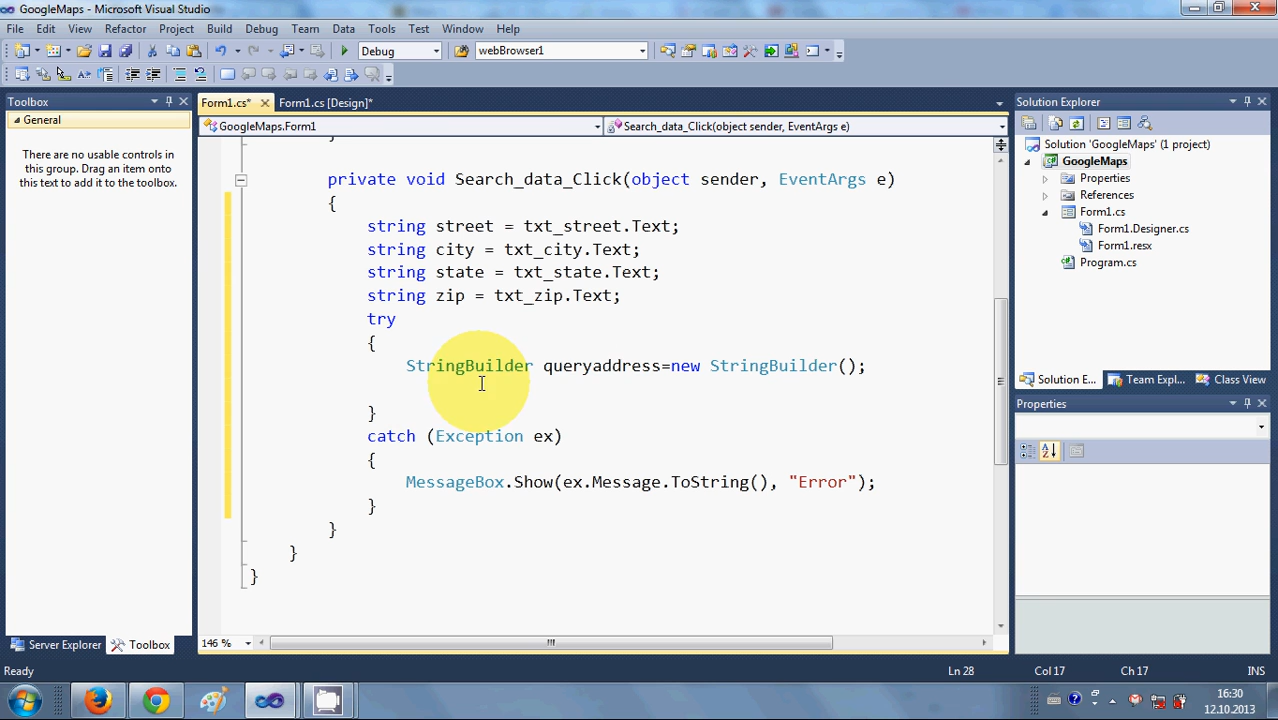 GoogleMaps - Microsoft Visual Studio
File Edit View Refactor Project Build Debug Team Data Tools Test Window Help
Debug webBrowser1
Toolbox
General
There are no usable controls in
this group. Drag an item onto
this text to add it to the toolbox.
Server Explorer Toolbox
Form1.cs* Form1.cs [Design]*
GoogleMaps.Form1 Search_data_Click(object sender, EventArgs e)
}
private void Search_data_Click(object sender, EventArgs e)
{
string street = txt_street.Text;
string city = txt_city.Text;
string state = txt_state.Text;
string zip = txt_zip.Text;
try
{
StringBuilder queryaddress=new StringBuilder();
}
catch (Exception ex)
{
MessageBox.Show(ex.Message.ToString(), "Error");
}
}
}
}
146 %
Solution Explorer
Solution 'GoogleMaps' (1 project)
GoogleMaps
Properties
References
Form1.cs
Form1.Designer.cs
Form1.resx
Program.cs
Solution E... Team Expl... Class View
Properties
Ready Ln 28 Col 17 Ch 17 INS
16:30
12.10.2013